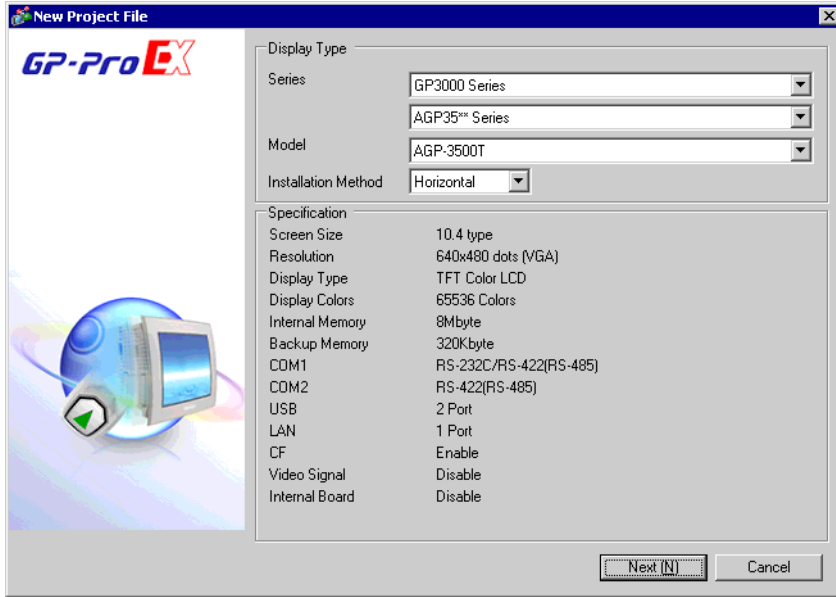 New Project File
GP-Pro EX
Display Type
Series GP3000 Series
AGP35** Series
Model AGP-3500T
Installation Method Horizontal
Specification
Screen Size 10.4 type
Resolution 640x480 dots (VGA)
Display Type TFT Color LCD
Display Colors 65536 Colors
Internal Memory 8Mbyte
Backup Memory 320Kbyte
COM1 RS-232C/RS-422(RS-485)
COM2 RS-422(RS-485)
USB 2 Port
LAN 1 Port
CF Enable
Video Signal Disable
Internal Board Disable
Next (N) Cancel